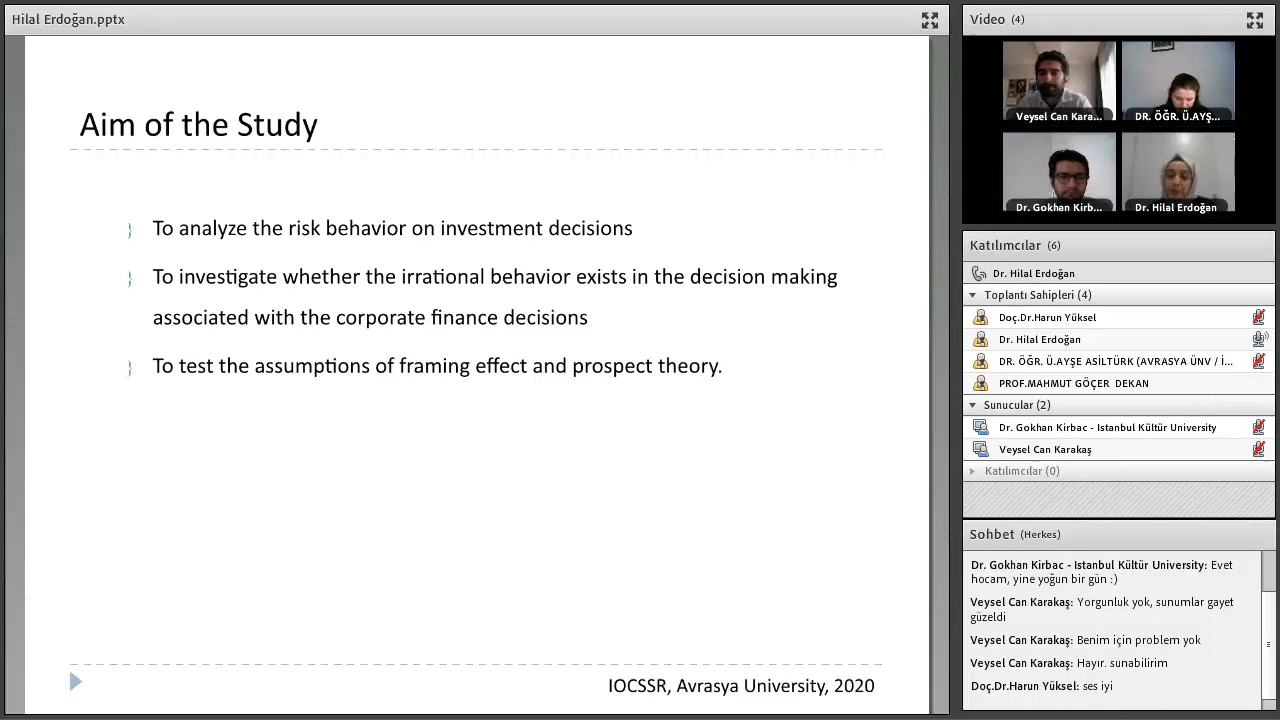 Hilal Erdoğan.pptx
Aim of the Study
To analyze the risk behavior on investment decisions
To investigate whether the irrational behavior exists in the decision making
associated with the corporate finance decisions
To test the assumptions of framing effect and prospect theory.
IOCSSR, Avrasya University, 2020
Video (4)
Veysel Can Kara...
DR. ÖĞR. Ü.AYŞ...
Dr. Gokhan Kirb...
Dr. Hilal Erdoğan
Katılımcılar (6)
Dr. Hilal Erdoğan
Toplantı Sahipleri (4)
Doç.Dr.Harun Yüksel
Dr. Hilal Erdoğan
DR. ÖĞR. Ü.AYŞE ASİLTÜRK (AVRASYA ÜNV / İ...
PROF.MAHMUT GÖÇER DEKAN
Sunucular (2)
Dr. Gokhan Kirbac - Istanbul Kültür University
Veysel Can Karakaş
Katılımcılar (0)
Sohbet (Herkes)
Dr. Gokhan Kirbac - Istanbul Kültür University: Evet
hocam, yine yoğun bir gün :)
Veysel Can Karakaş: Yorgunluk yok, sunumlar gayet
güzeldi
Veysel Can Karakaş: Benim için problem yok
Veysel Can Karakaş: Hayır. sunabilirim
Doç.Dr.Harun Yüksel: ses iyi